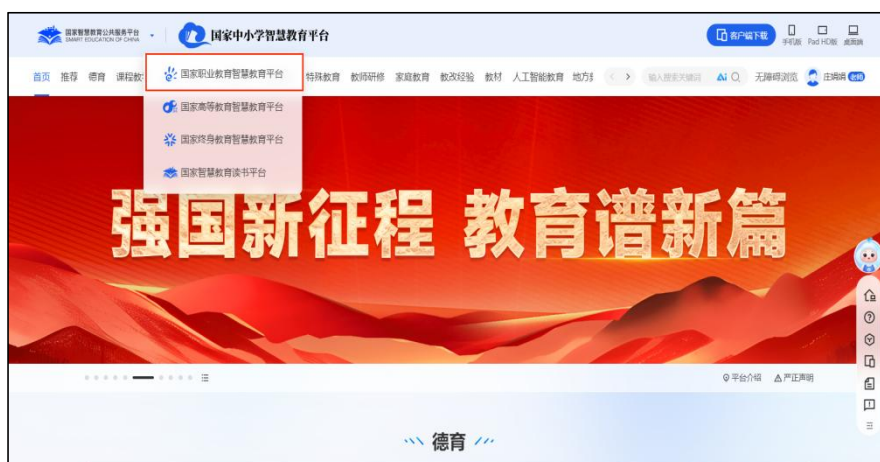 国家智慧教育公共服务平台
SMART EDUCATION OF CHINA
国家中小学智慧教育平台
客户端下载
手机版
Pad HD版
桌面端
首页 推荐 德育 课程教
特殊教育 教师研修 家庭教育 教改经验 教材 人工智能教育 地方
输入搜索关键词
Ai
无障碍浏览
庄娟娟
老师
国家职业教育智慧教育平台
国家高等教育智慧教育平台
国家终身教育智慧教育平台
国家智慧教育读书平台
强国新征程 教育谱新篇
平台介绍
严正声明
德育